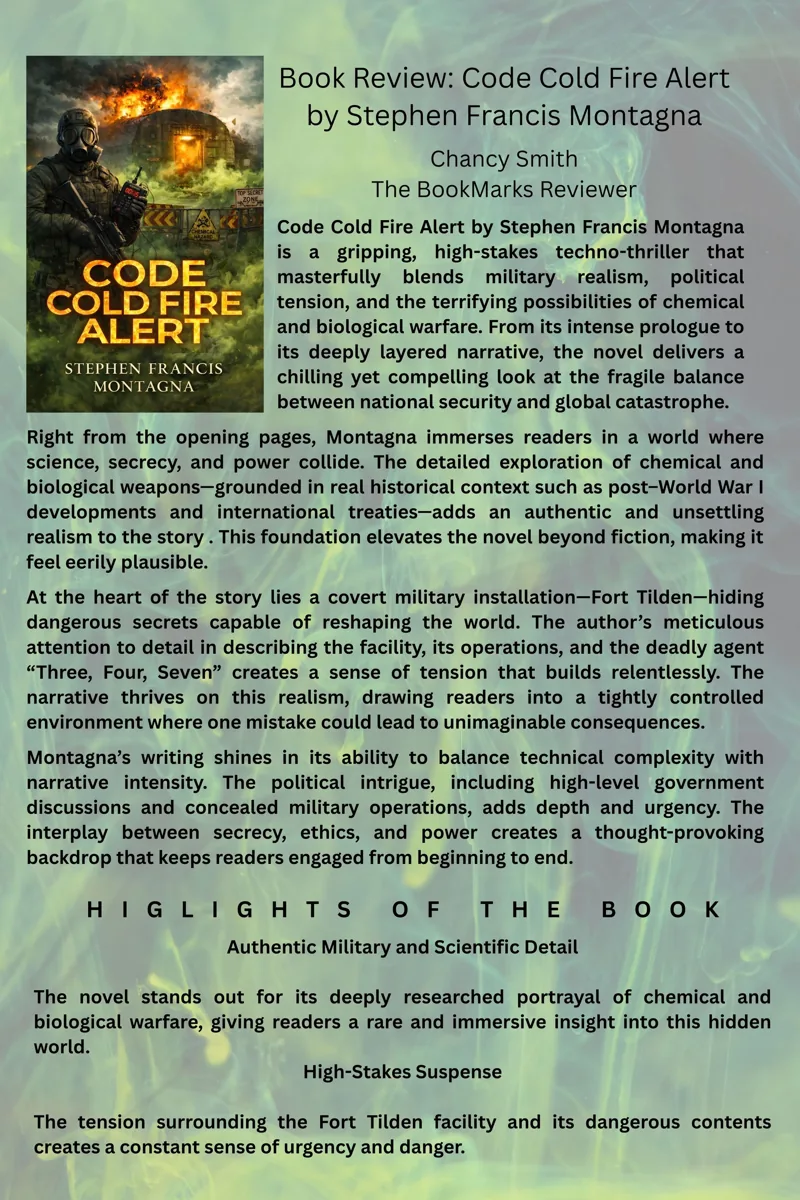 Book Review: Code Cold Fire Alert
by Stephen Francis Montagna
Chancy Smith
The BookMarks Reviewer
TOP SECRET
ZONE
CHEMICAL
HAZARD
CODE
COLD FIRE
ALERT
STEPHEN FRANCIS
MONTAGNA
Code Cold Fire Alert by Stephen Francis Montagna
is a gripping, high-stakes techno-thriller that
masterfully blends military realism, political
tension, and the terrifying possibilities of chemical
and biological warfare. From its intense prologue to
its deeply layered narrative, the novel delivers a
chilling yet compelling look at the fragile balance
between national security and global catastrophe.
Right from the opening pages, Montagna immerses readers in a world where
science, secrecy, and power collide. The detailed exploration of chemical and
biological weapons—grounded in real historical context such as post–World War I
developments and international treaties—adds an authentic and unsettling
realism to the story . This foundation elevates the novel beyond fiction, making it
feel eerily plausible.
At the heart of the story lies a covert military installation—Fort Tilden—hiding
dangerous secrets capable of reshaping the world. The author’s meticulous
attention to detail in describing the facility, its operations, and the deadly agent
“Three, Four, Seven” creates a sense of tension that builds relentlessly. The
narrative thrives on this realism, drawing readers into a tightly controlled
environment where one mistake could lead to unimaginable consequences.
Montagna’s writing shines in its ability to balance technical complexity with
narrative intensity. The political intrigue, including high-level government
discussions and concealed military operations, adds depth and urgency. The
interplay between secrecy, ethics, and power creates a thought-provoking
backdrop that keeps readers engaged from beginning to end.
HIGLIGHTS OF THE BOOK
Authentic Military and Scientific Detail
The novel stands out for its deeply researched portrayal of chemical and
biological warfare, giving readers a rare and immersive insight into this hidden
world.
High-Stakes Suspense
The tension surrounding the Fort Tilden facility and its dangerous contents
creates a constant sense of urgency and danger.